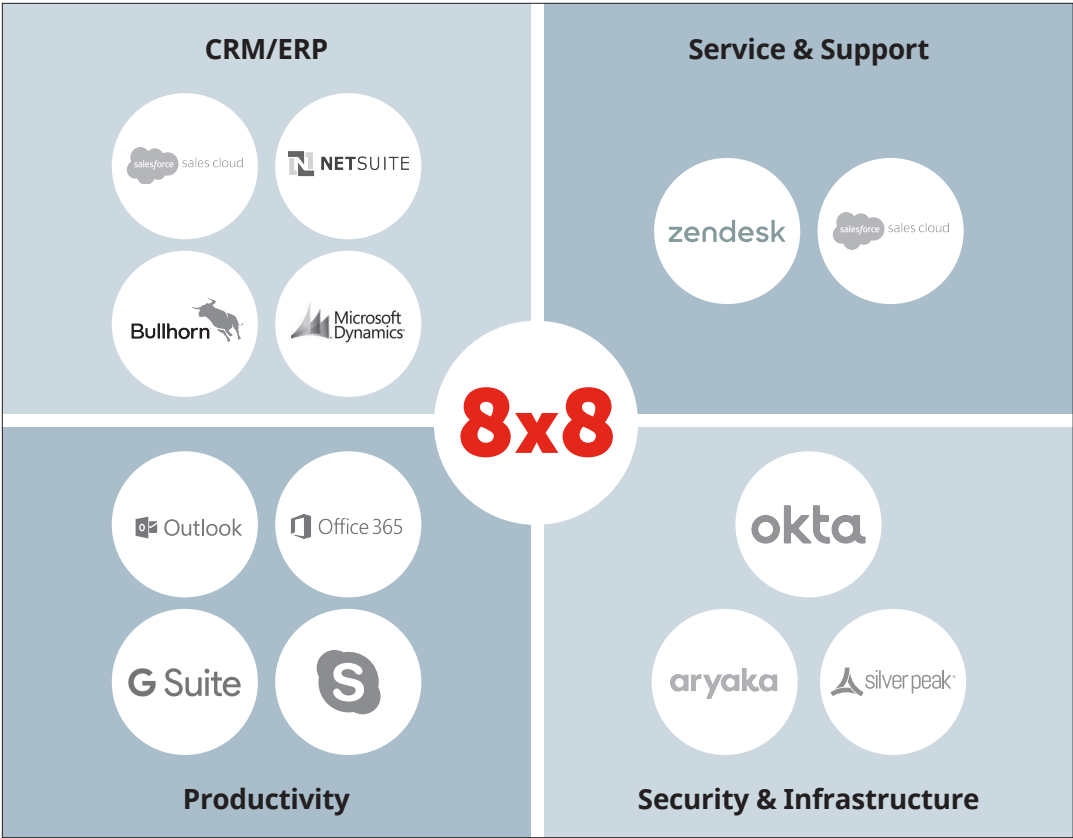 CRM/ERP
salesforce sales cloud
NETSUITE
Bullhorn
Microsoft
Dynamics
Service & Support
zendesk
salesforce sales cloud
8x8
Outlook
Office 365
G Suite
S
Productivity
okta
aryaka
silver peak
Security & Infrastructure